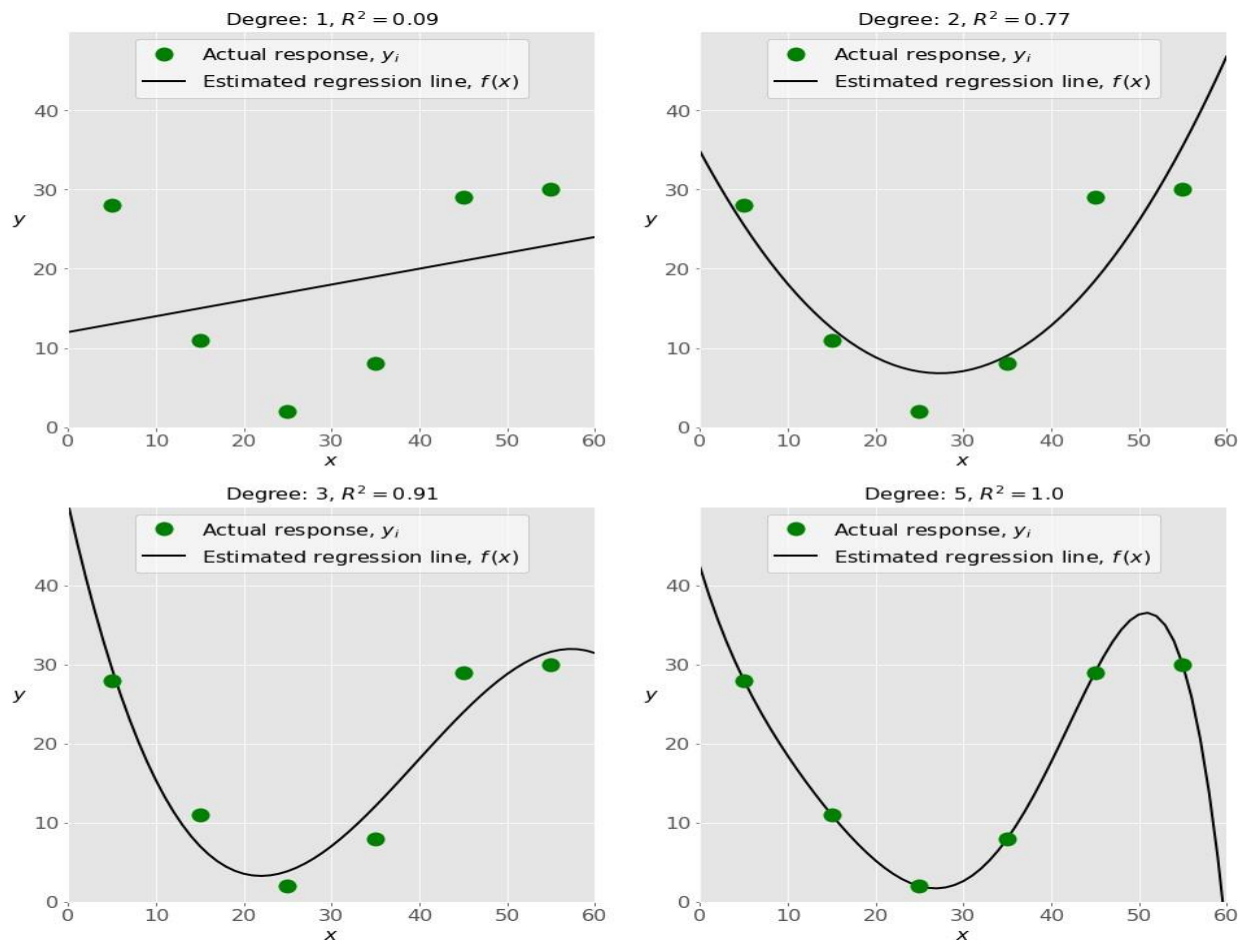 Degree: 1, R² = 0.09
Actual response, yᵢ
Estimated regression line, f(x)
40
30
y
20
10
0
0 10 20 30 40 50 60
x
Degree: 2, R² = 0.77
Actual response, yᵢ
Estimated regression line, f(x)
40
30
y
20
10
0
0 10 20 30 40 50 60
x
Degree: 3, R² = 0.91
Actual response, yᵢ
Estimated regression line, f(x)
40
30
y
20
10
0
0 10 20 30 40 50 60
x
Degree: 5, R² = 1.0
Actual response, yᵢ
Estimated regression line, f(x)
40
30
y
20
10
0
0 10 20 30 40 50 60
x